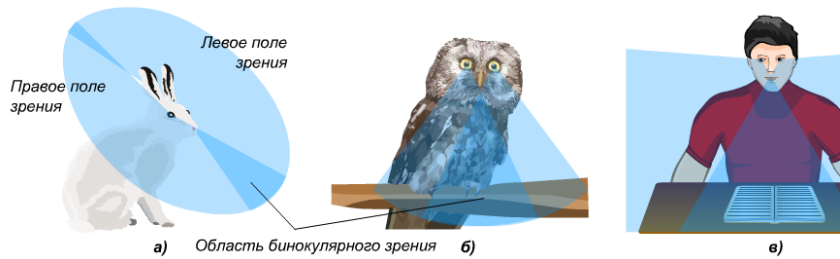 Левое поле
зрения
Правое поле
зрения
Область бинокулярного зрения
а)
б)
в)